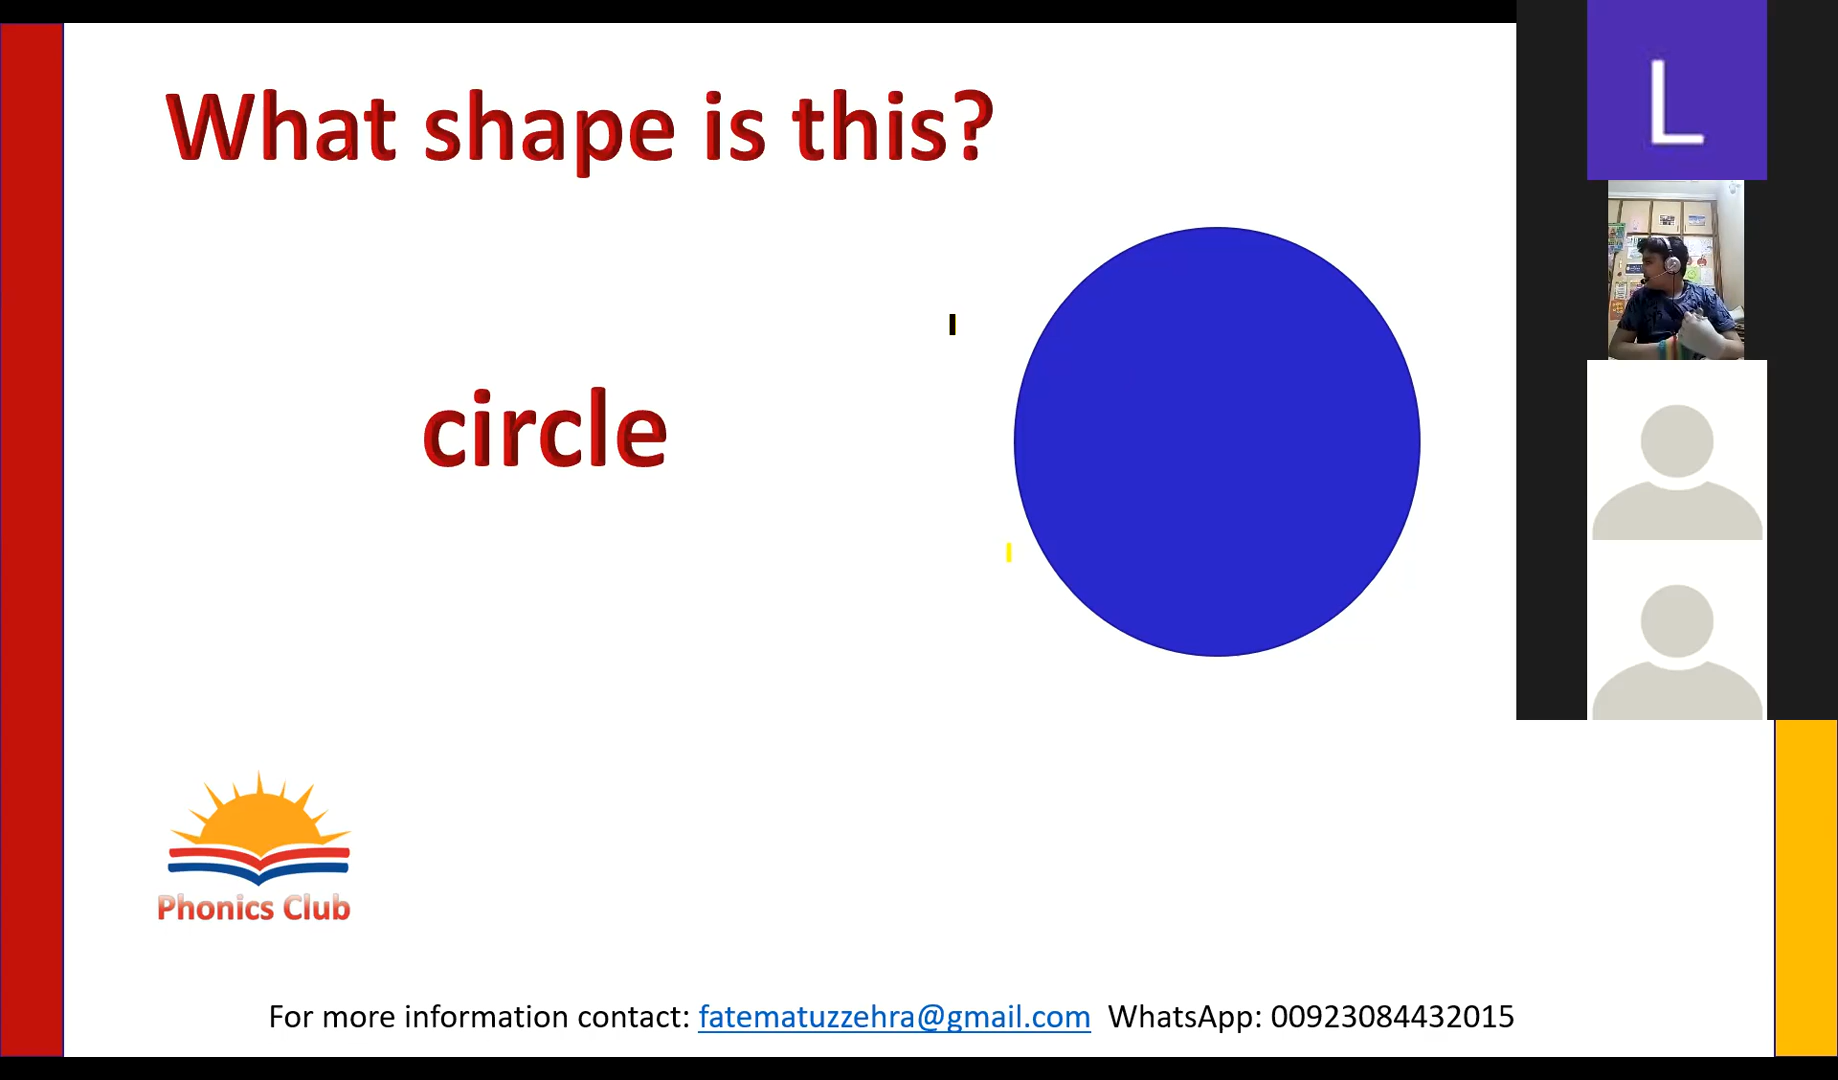 What shape is this?
L
circle
Phonics Club
For more information contact: fatematuzzehra@gmail.com WhatsApp: 00923084432015